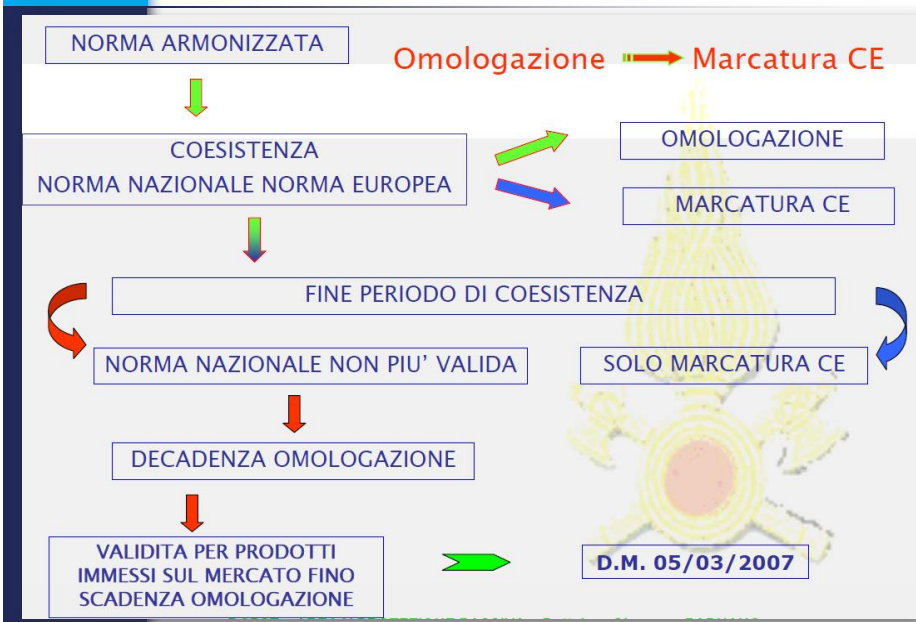 NORMA ARMONIZZATA
Omologazione Marcatura CE
COESISTENZA
NORMA NAZIONALE NORMA EUROPEA
OMOLOGAZIONE
MARCATURA CE
FINE PERIODO DI COESISTENZA
NORMA NAZIONALE NON PIU' VALIDA
SOLO MARCATURA CE
DECADENZA OMOLOGAZIONE
VALIDITA PER PRODOTTI
IMMESSI SUL MERCATO FINO
SCADENZA OMOLOGAZIONE
D.M. 05/03/2007